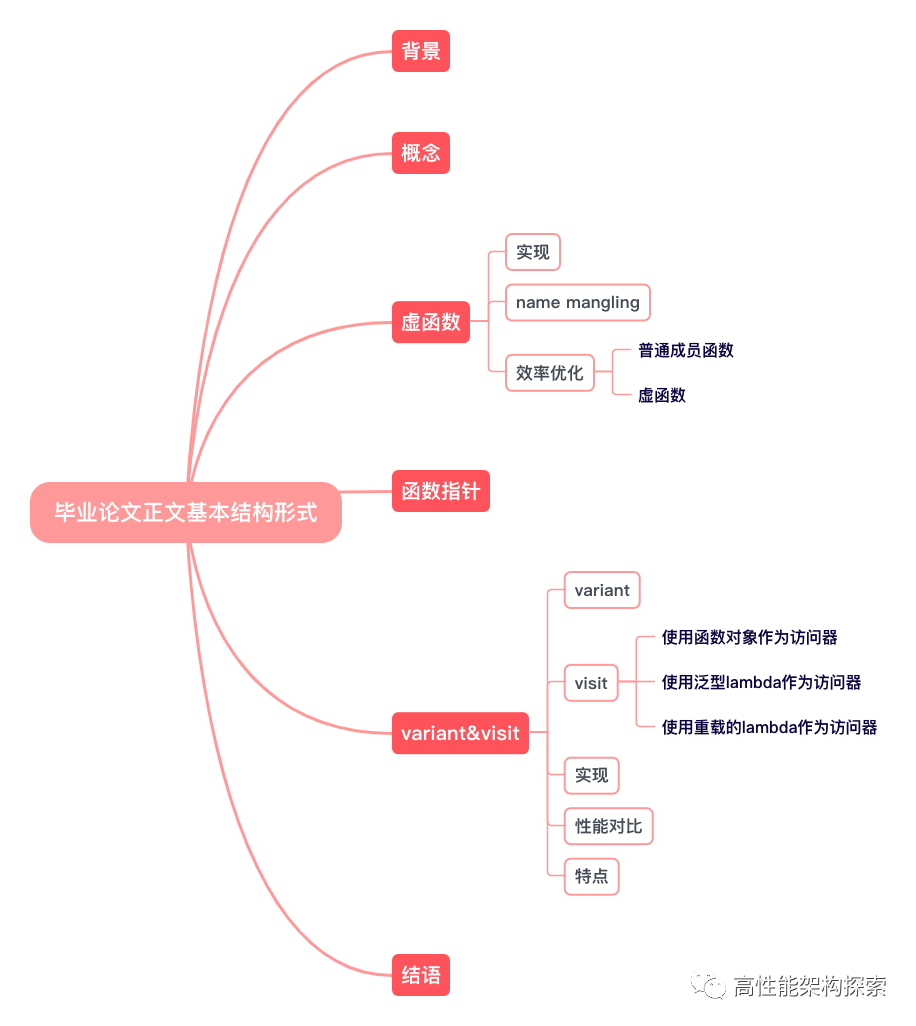 背景
概念
虚函数
实现
name mangling
效率优化
普通成员函数
虚函数
毕业论文正文基本结构形式
函数指针
variant&visit
variant
visit
使用函数对象作为访问器
使用泛型lambda作为访问器
使用重载的lambda作为访问器
实现
性能对比
特点
结语
高性能架构探索